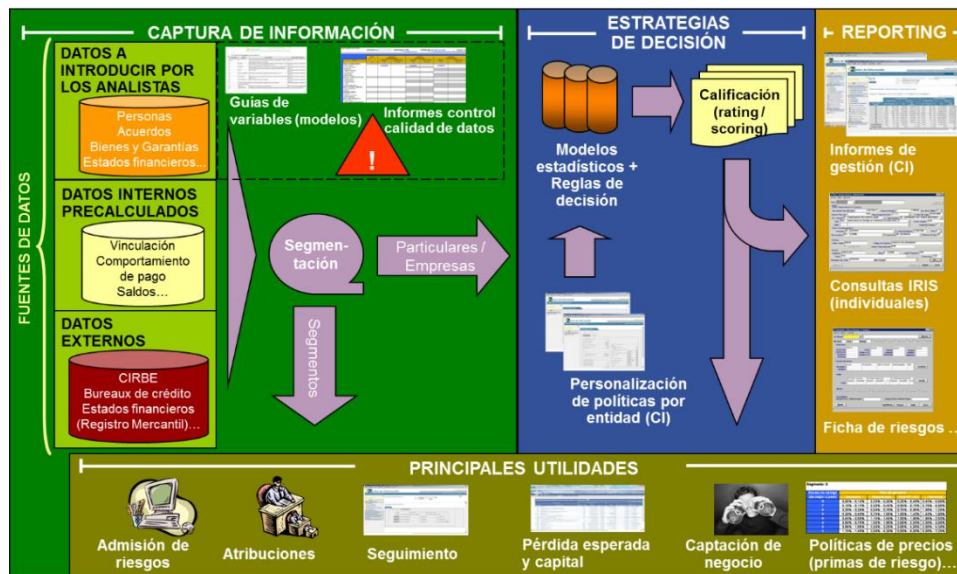 CAPTURA DE INFORMACIÓN
FUENTES DE DATOS
DATOS A
INTRODUCIR POR
LOS ANALISTAS
Personas
Acuerdos
Bienes y Garantías
Estados financieros...
DATOS INTERNOS
PRECALCULADOS
Vinculación
Comportamiento
de pago
Saldos...
DATOS
EXTERNOS
CIRBE
Bureaux de crédito
Estados financieros
(Registro Mercantil)...
Guías de
variables (modelos)
Informes control
calidad de datos
!
Segmen-
tación
Particulares /
Empresas
Segmentos
ESTRATEGIAS
DE DECISIÓN
Modelos
estadísticos +
Reglas de
decisión
Calificación
(rating /
scoring)
Personalización
de políticas por
entidad (CI)
REPORTING
Informes de
gestión (CI)
Consultas IRIS
(individuales)
Ficha de riesgos ...
PRINCIPALES UTILIDADES
Admisión de
riesgos
Atribuciones
Seguimiento
Pérdida esperada
y capital
Captación de
negocio
Políticas de precios
(primas de riesgo)...